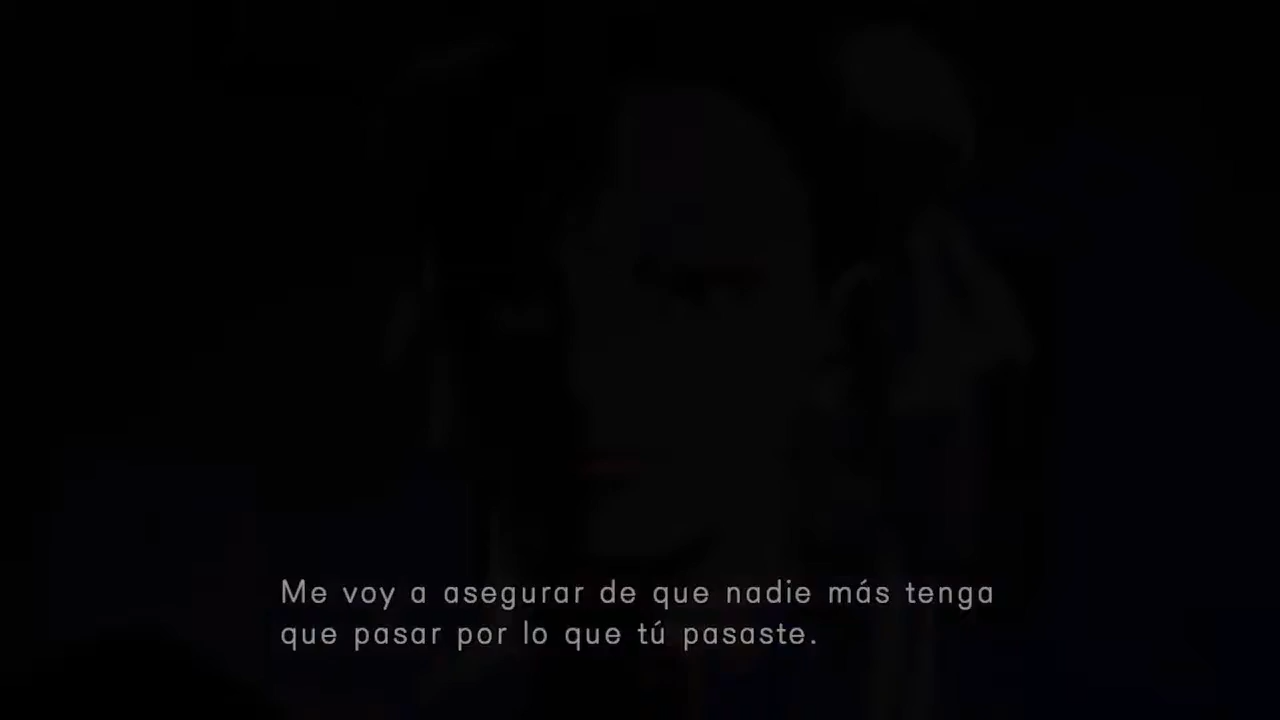 Me voy a asegurar de que nadie más tenga
que pasar por lo que tú pasaste.